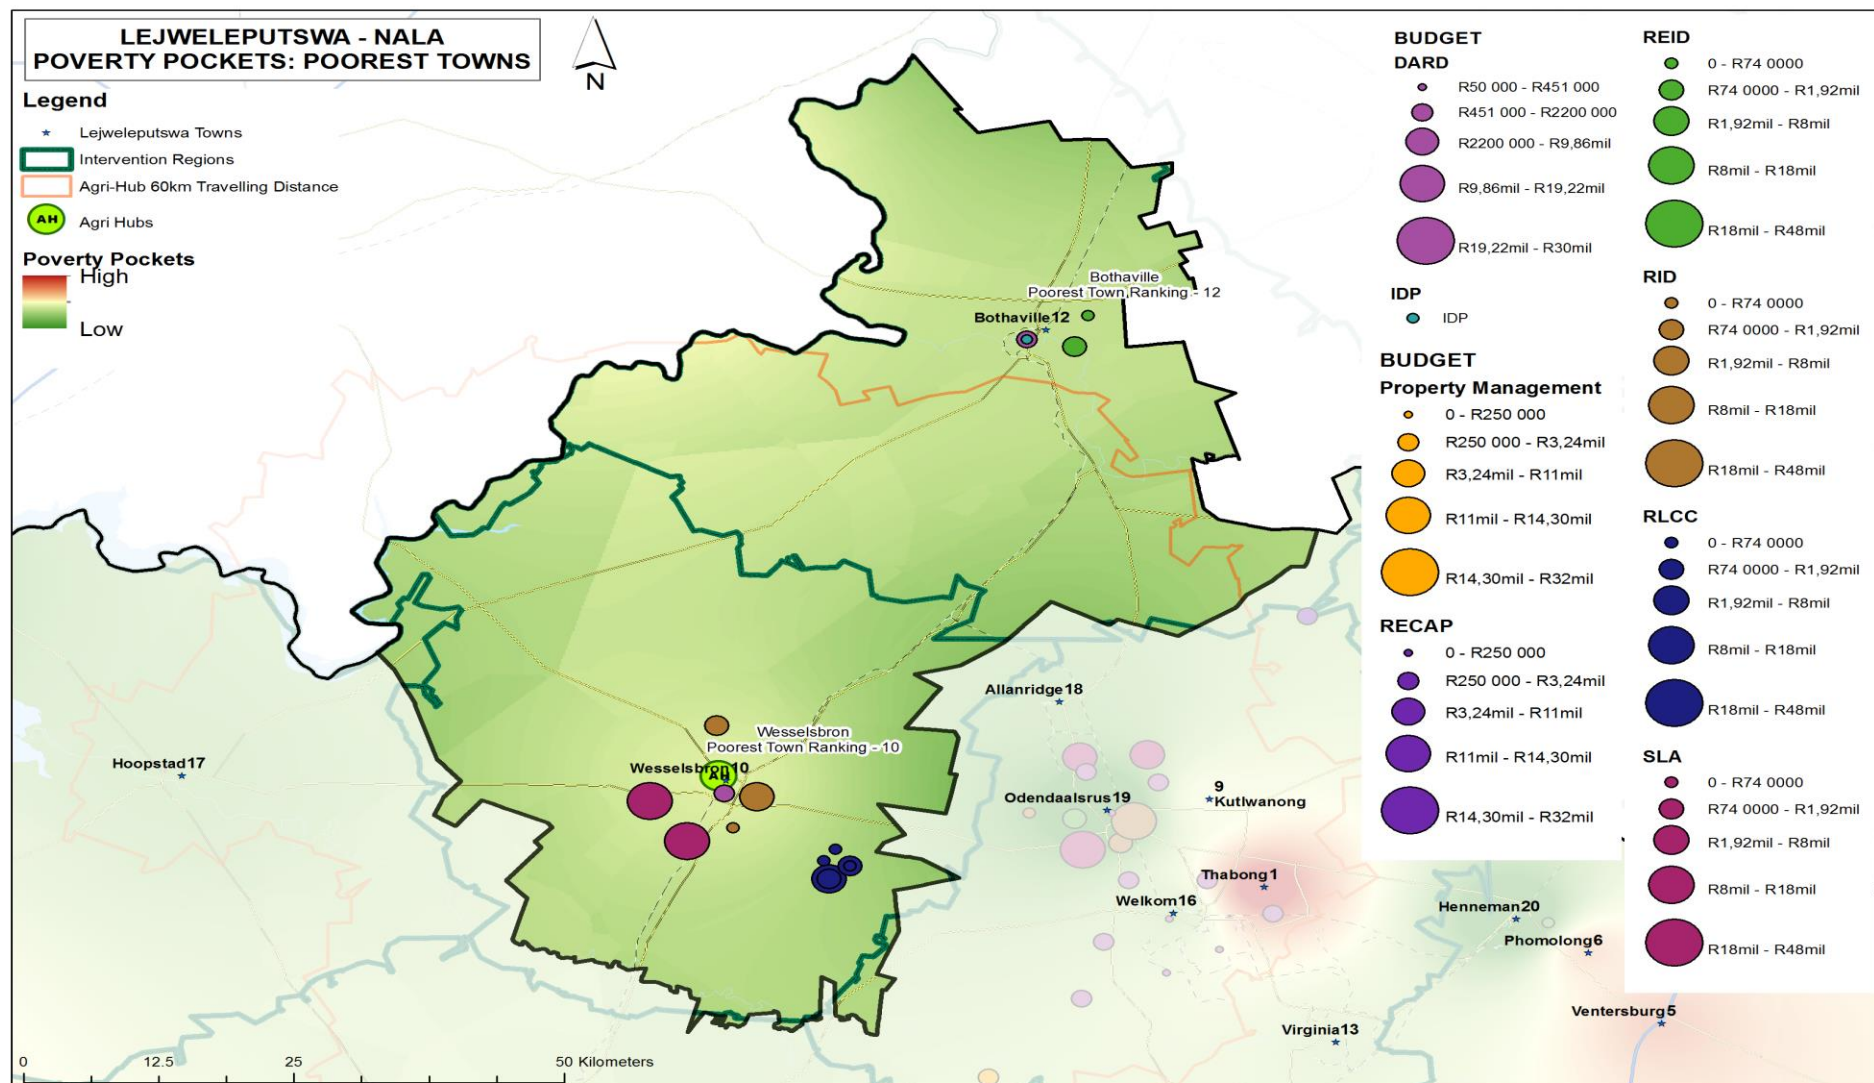 LEJWELEPUTSWA - NALA
POVERTY POCKETS: POOREST TOWNS
N
Legend
Lejweleputswa Towns
Intervention Regions
Agri-Hub 60km Travelling Distance
AH
Agri Hubs
Poverty Pockets
High
Low
Bothaville
Poorest Town Ranking - 12
Bothaville12
Wesselsbron
Poorest Town Ranking - 10
Wesselsbron10
AH
Allanridge18
Hoopstad17
Odendaalsrus19
9
Kutlwanong
Thabong1
Welkom16
Henneman20
Phomolong6
Ventersburg5
Virginia13
0
12.5
25
50 Kilometers
BUDGET
DARD
R50 000 - R451 000
R451 000 - R2200 000
R2200 000 - R9,86mil
R9,86mil - R19,22mil
R19,22mil - R30mil
IDP
IDP
BUDGET
Property Management
0 - R250 000
R250 000 - R3,24mil
R3,24mil - R11mil
R11mil - R14,30mil
R14,30mil - R32mil
RECAP
0 - R250 000
R250 000 - R3,24mil
R3,24mil - R11mil
R11mil - R14,30mil
R14,30mil - R32mil
REID
0 - R74 0000
R74 0000 - R1,92mil
R1,92mil - R8mil
R8mil - R18mil
R18mil - R48mil
RID
0 - R74 0000
R74 0000 - R1,92mil
R1,92mil - R8mil
R8mil - R18mil
R18mil - R48mil
RLCC
0 - R74 0000
R74 0000 - R1,92mil
R1,92mil - R8mil
R8mil - R18mil
R18mil - R48mil
SLA
0 - R74 0000
R74 0000 - R1,92mil
R1,92mil - R8mil
R8mil - R18mil
R18mil - R48mil